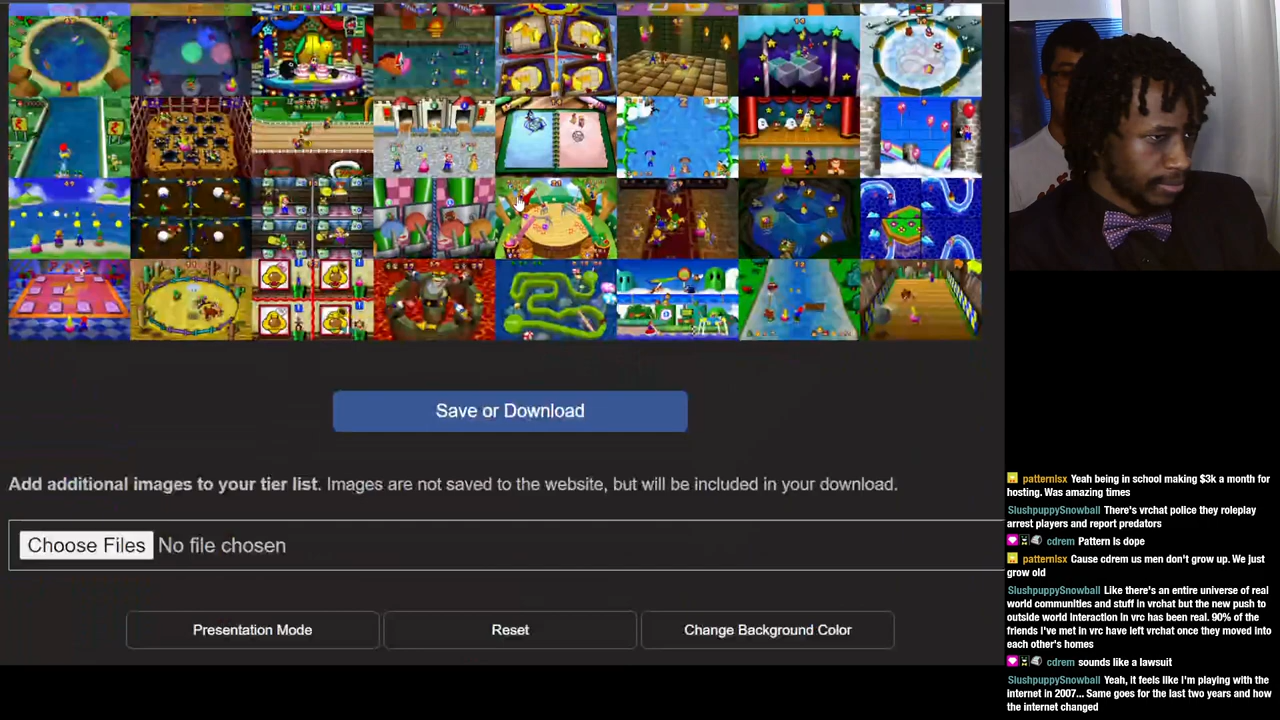 Save or Download
Add additional images to your tier list. Images are not saved to the website, but will be included in your download.
Choose Files No file chosen
Presentation Mode
Reset
Change Background Color
patternlsx Yeah being in school making $3k a month for
hosting. Was amazing times
SlushpuppySnowball There's vrchat police they roleplay
arrest players and report predators
cdrem Pattern is dope
patternlsx Cause cdrem us men don't grow up. We just
grow old
SlushpuppySnowball Like there's an entire universe of real
world communities and stuff in vrchat but the new push to
outside world interaction in vrc has been real. 90% of the
friends I've met in vrc have left vrchat once they moved into
each other's homes
cdrem sounds like a lawsuit
SlushpuppySnowball Yeah, it feels like I'm playing with the
internet in 2007... Same goes for the last two years and how
the internet changed